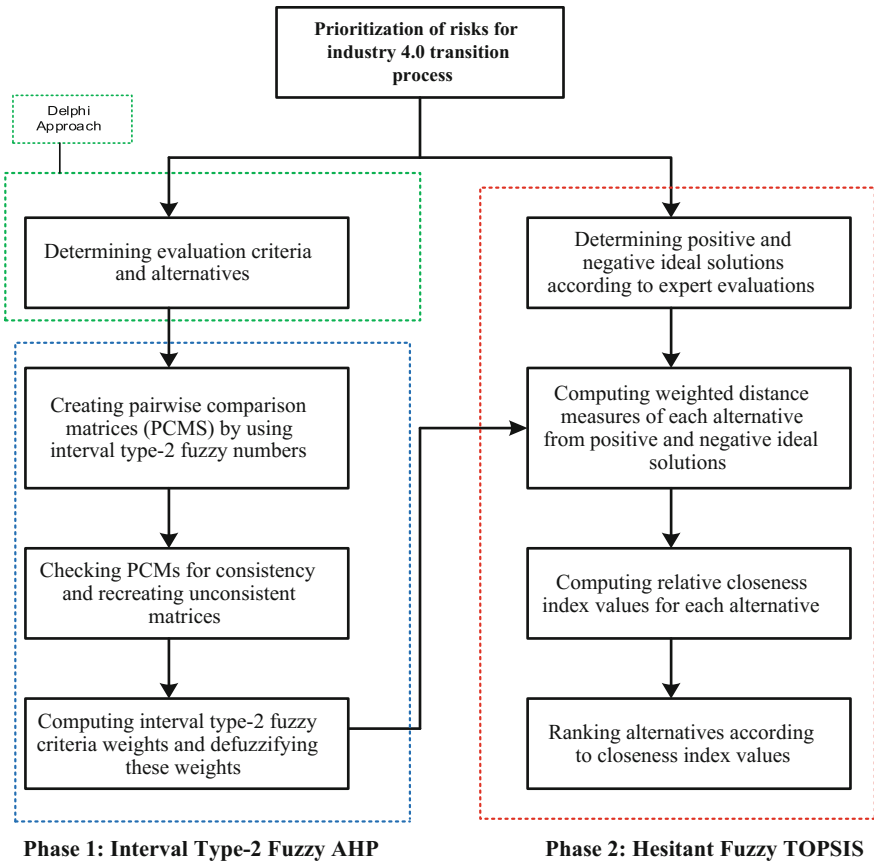 Prioritization of risks for
industry 4.0 transition
process
Delphi
Approach
Determining evaluation criteria
and alternatives
Creating pairwise comparison
matrices (PCMS) by using
interval type-2 fuzzy numbers
Checking PCMs for consistency
and recreating unconsistent
matrices
Computing interval type-2 fuzzy
criteria weights and defuzzifying
these weights
Phase 1: Interval Type-2 Fuzzy AHP
Determining positive and
negative ideal solutions
according to expert evaluations
Computing weighted distance
measures of each alternative
from positive and negative ideal
solutions
Computing relative closeness
index values for each alternative
Ranking alternatives according
to closeness index values
Phase 2: Hesitant Fuzzy TOPSIS